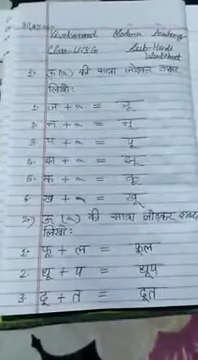 Vivekanand Modern Academy
Class-UKG Sub-Hindi
Worksheet
1. ऊ (ू) की मात्रा जोड़कर
लिखो:
1. ज + ू = जू
2. न + ू = नू
3. प + ू = पू
4. झ + ू = झू
5. क + ू = कू
6. ख + ू = खू
2) ऊ (ू) की मात्रा जोड़कर शब्द
लिखो:
1. फू + ल = फूल
2. धू + प = धूप
3. दू + त = दूत